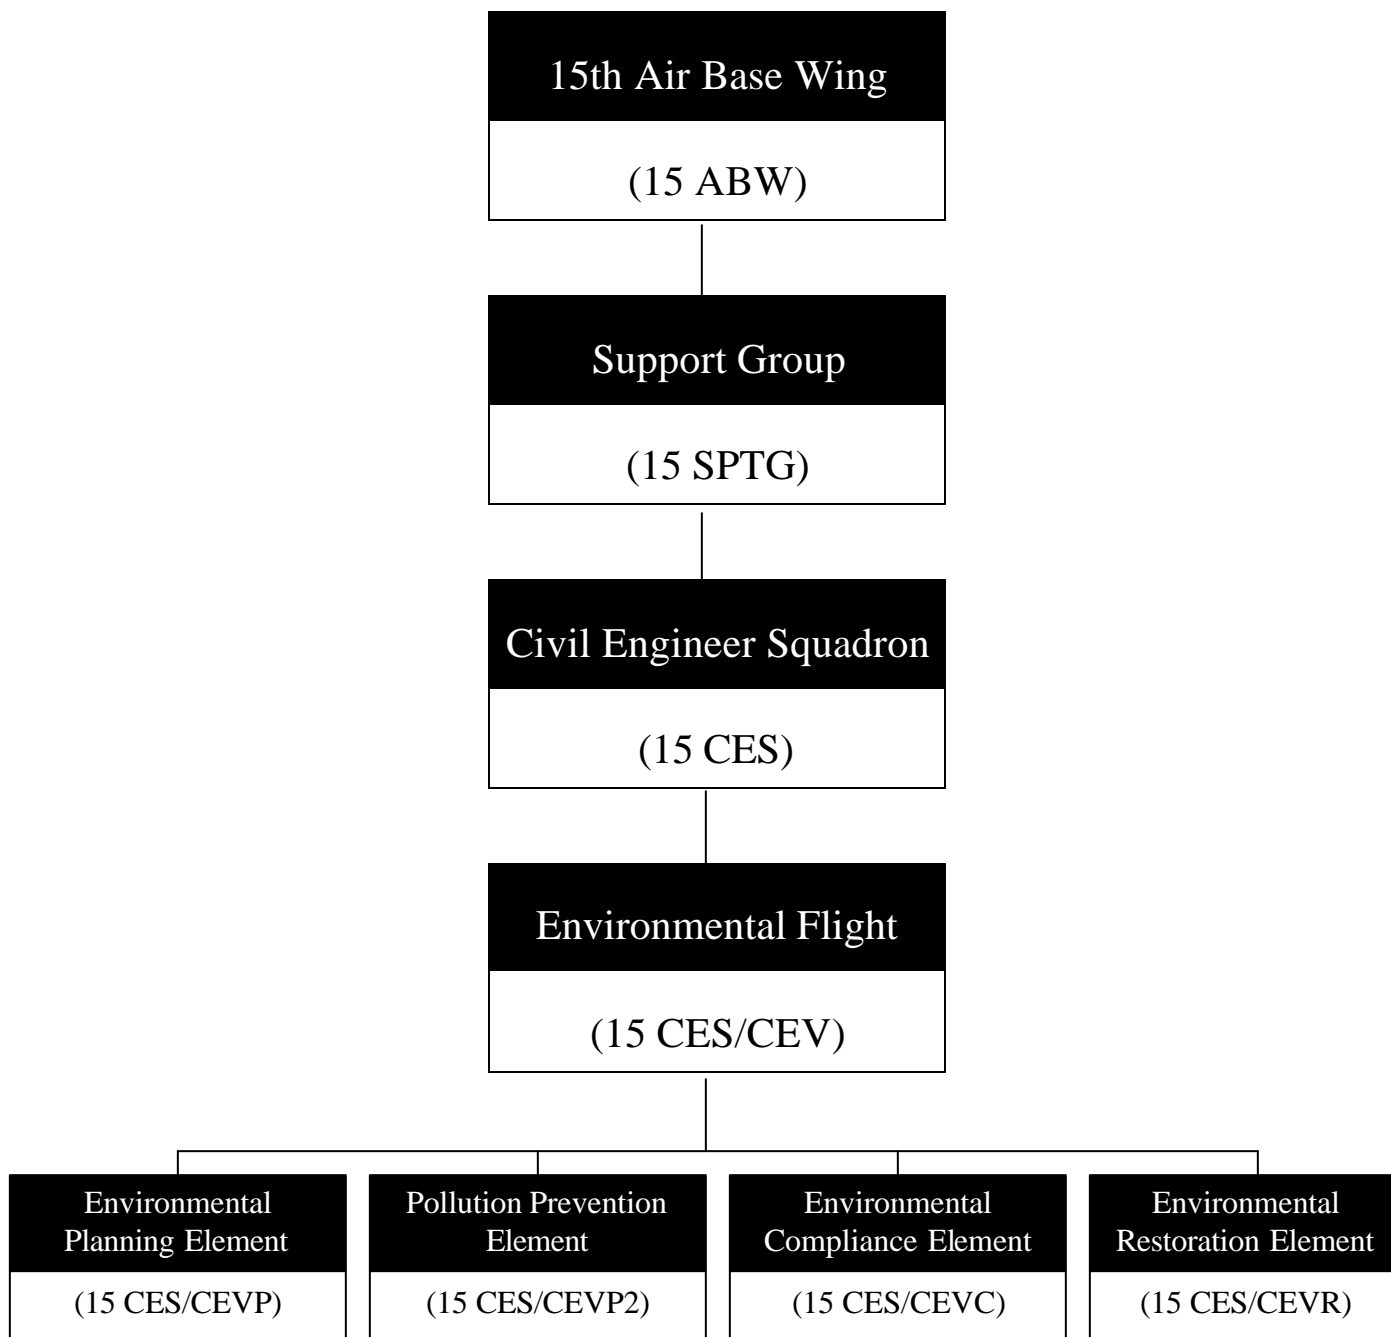 15th Air Base Wing
(15 ABW)
Support Group
(15 SPTG)
Civil Engineer Squadron
(15 CES)
Environmental Flight
(15 CES/CEV)
Environmental
Planning Element
(15 CES/CEVP)
Pollution Prevention
Element
(15 CES/CEVP2)
Environmental
Compliance Element
(15 CES/CEVC)
Environmental
Restoration Element
(15 CES/CEVR)